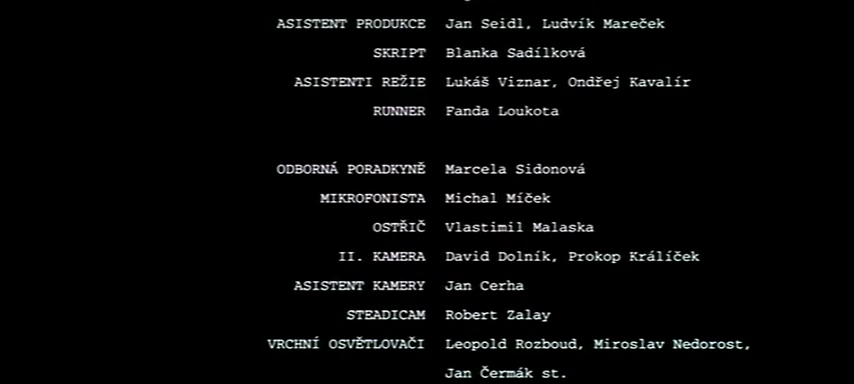 ASISTENT PRODUKCE Jan Seidl, Ludvík Mareček
SKRIPT Blanka Sadílková
ASISTENTI REŽIE Lukáš Viznar, Ondřej Kavalír
RUNNER Fanda Loukota
ODBORNÁ PORADKYNĚ Marcela Sidonová
MIKROFONISTA Michal Míček
OSTŘIČ Vlastimil Malaska
II. KAMERA David Dolník, Prokop Králíček
ASISTENT KAMERY Jan Cerha
STEADICAM Robert Zalay
VRCHNÍ OSVĚTLOVAČI Leopold Rozboud, Miroslav Nedorost,
Jan Čermák st.